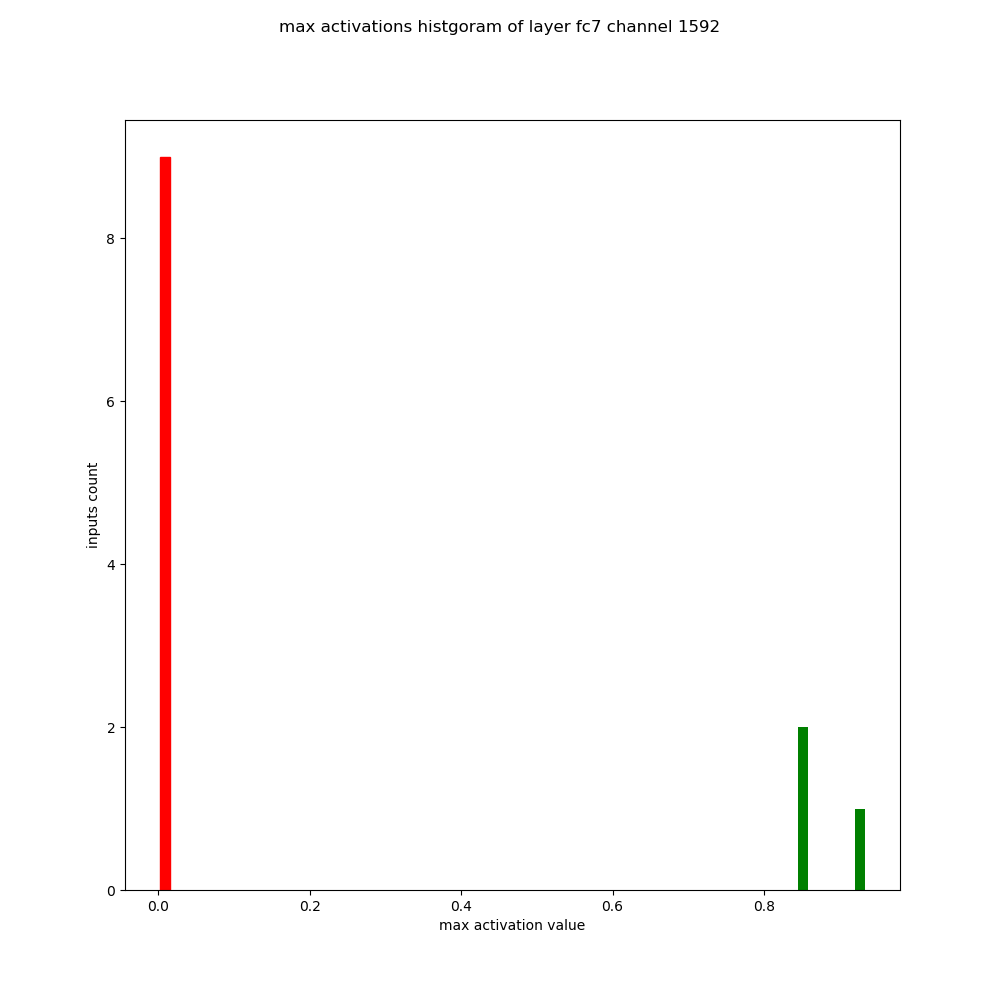 max activations histgoram of layer fc7 channel 1592
8
6
4
2
0
inputs count
0.0 0.2 0.4 0.6 0.8
max activation value